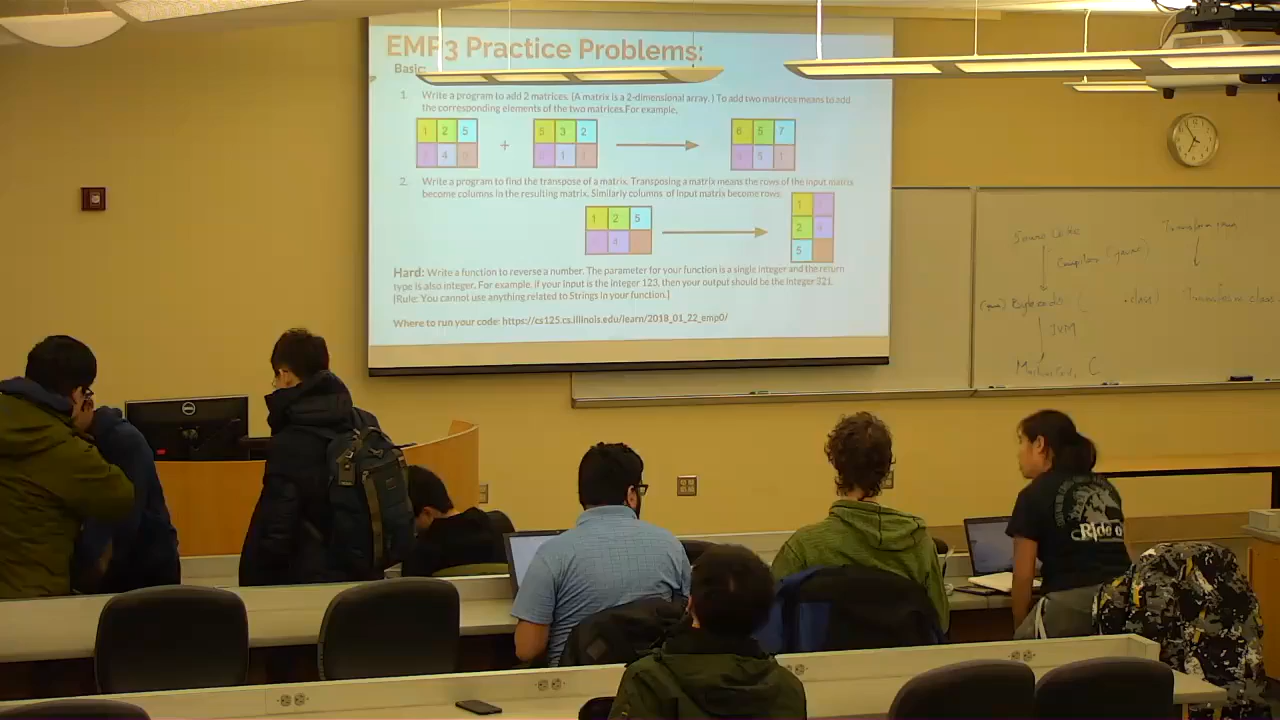 EMP3 Practice Problems:
Basic:
1. Write a program to add 2 matrices. (A matrix is a 2-dimensional array. ) To add two matrices means to add
the corresponding elements of the two matrices.For example,
1 2 5 + 5 3 2 6 5 7
4 1 5 1
2. Write a program to find the transpose of a matrix. Transposing a matrix means the rows of the input matrix
become columns in the resulting matrix. Similarly columns of input matrix become rows.
1 2 5 1
4 2
5
Hard: Write a function to reverse a number. The parameter for your function is a single integer and the return
type is also integer. For example, if your input is the integer 123, then your output should be the integer 321.
[Rule: You cannot use anything related to Strings in your function.]
Where to run your code: https://cs125.cs.illinois.edu/learn/2018_01_22_emp0/
Source Code
Compiler (javac)
Bytecode ( .class) Transform class
JVM
DELL
Ride o